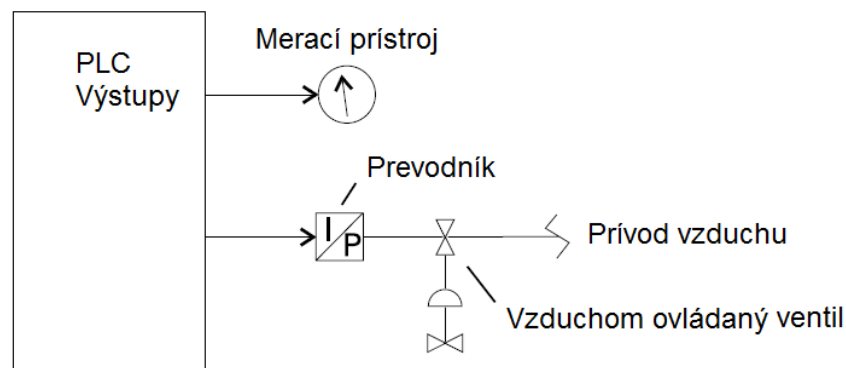 Merací prístroj
PLC
Výstupy
Prevodník
I/P
Prívod vzduchu
Vzduchom ovládaný ventil